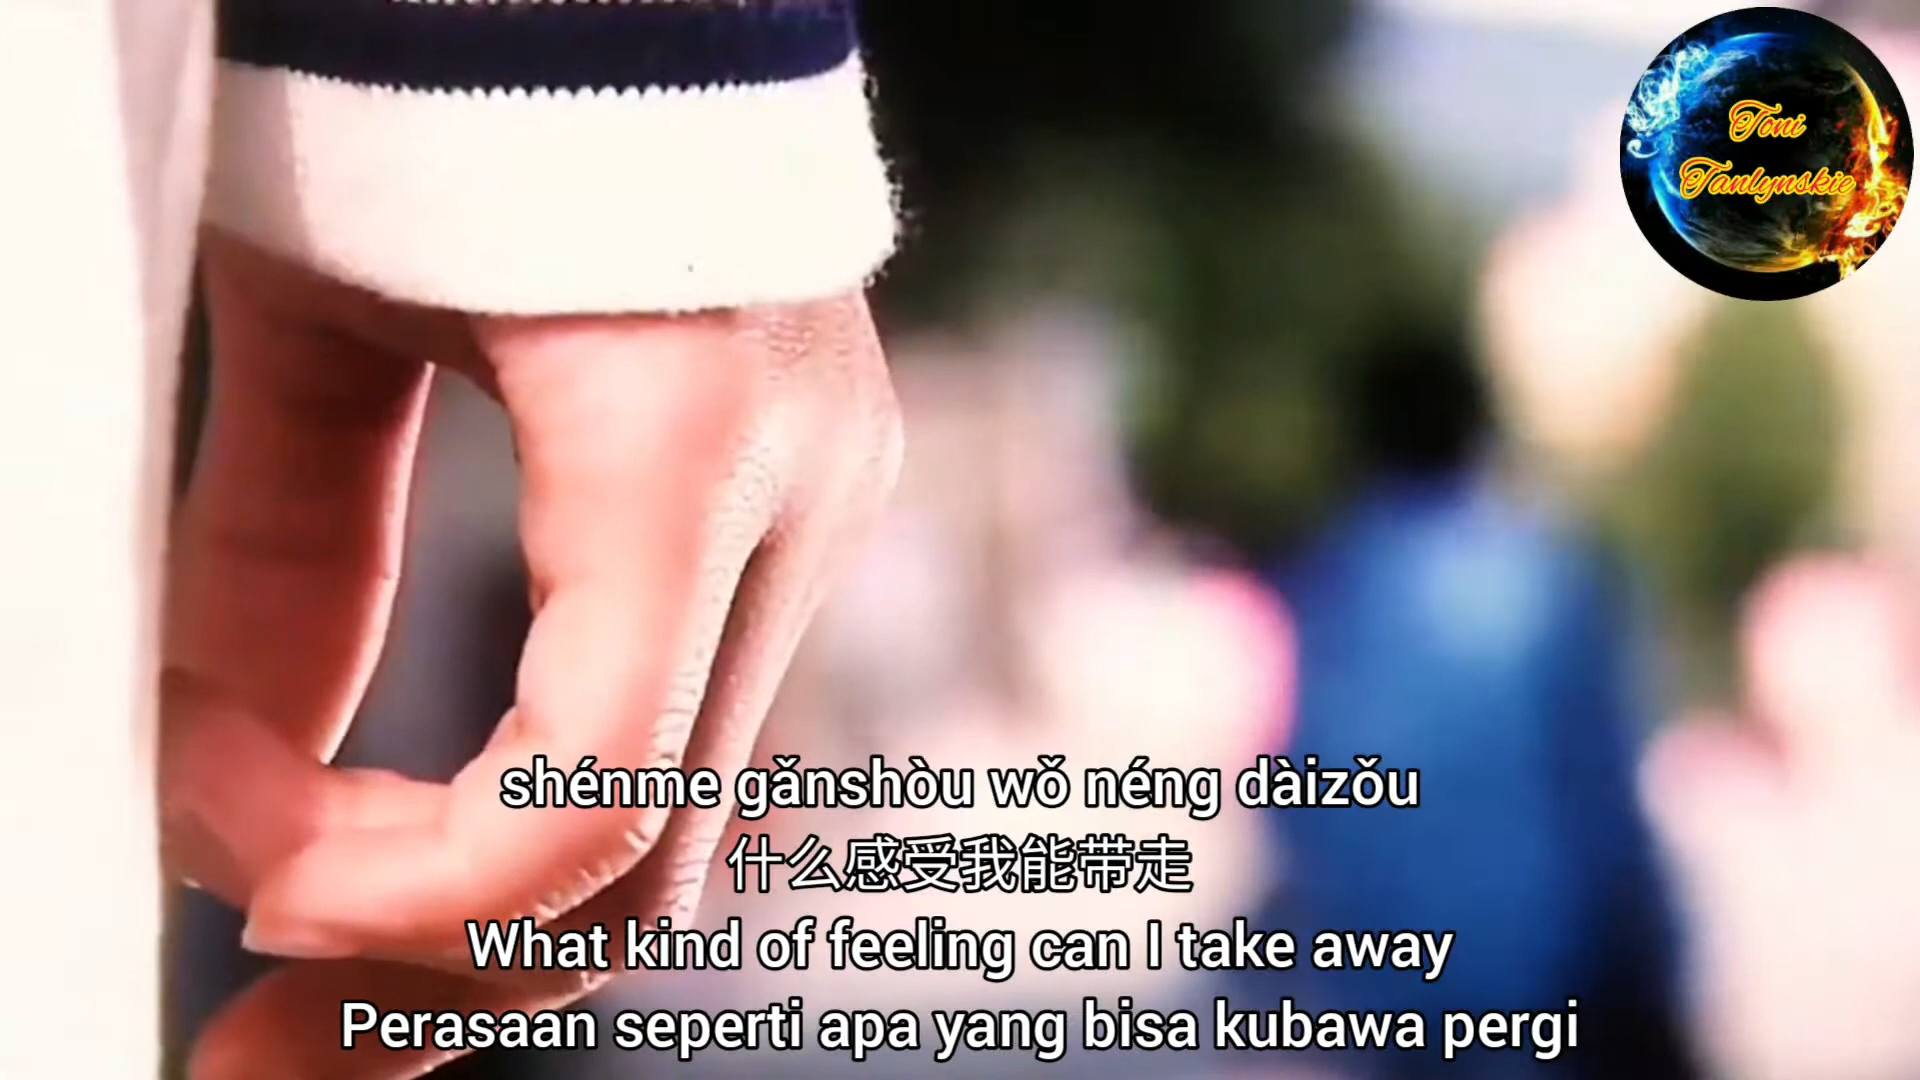 Toni
Tanlynskie
shénme gǎnshòu wǒ néng dàizǒu
什么感受我能带走
What kind of feeling can I take away
Perasaan seperti apa yang bisa kubawa pergi